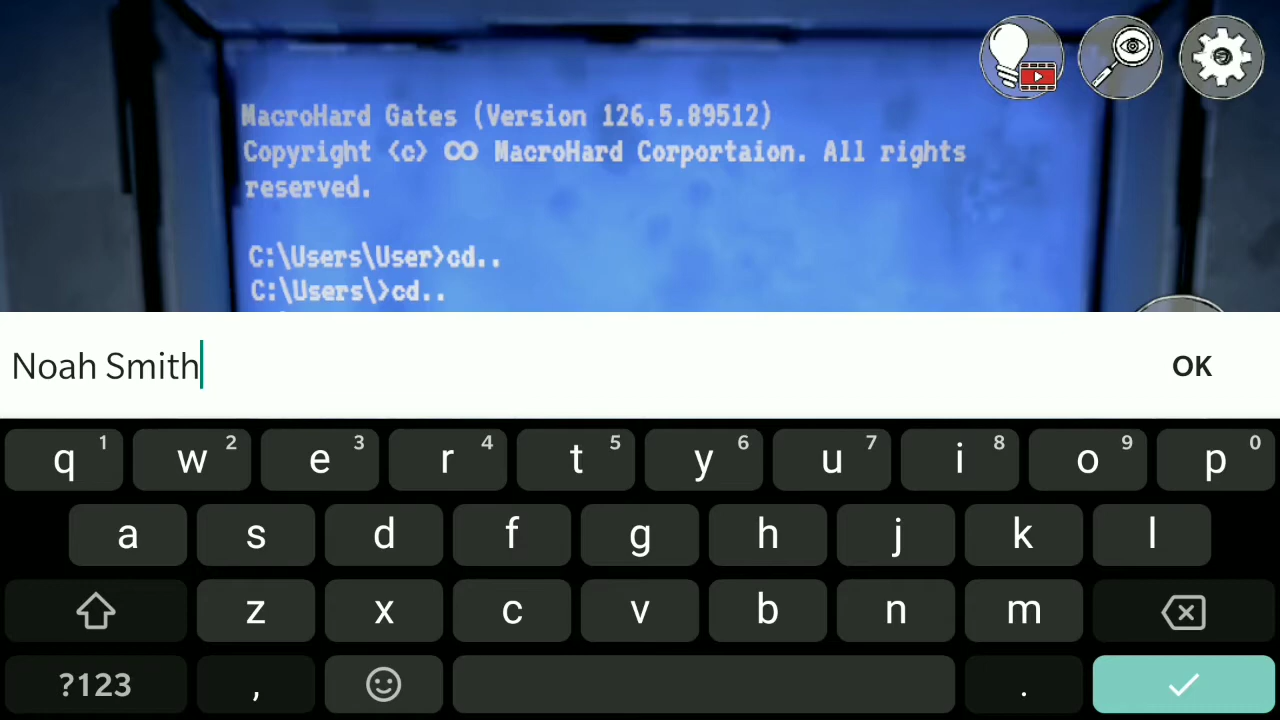 MacroHard Gates (Version 126.5.89512)
Copyright (c) ∞ MacroHard Corportaion. All rights
reserved.
C:\Users\User>cd..
C:\Users\>cd..
Noah Smith
OK
q 1 w 2 e 3 r 4 t 5 y 6 u 7 i 8 o 9 p 0
a s d f g h j k l
z x c v b n m
?123 , .